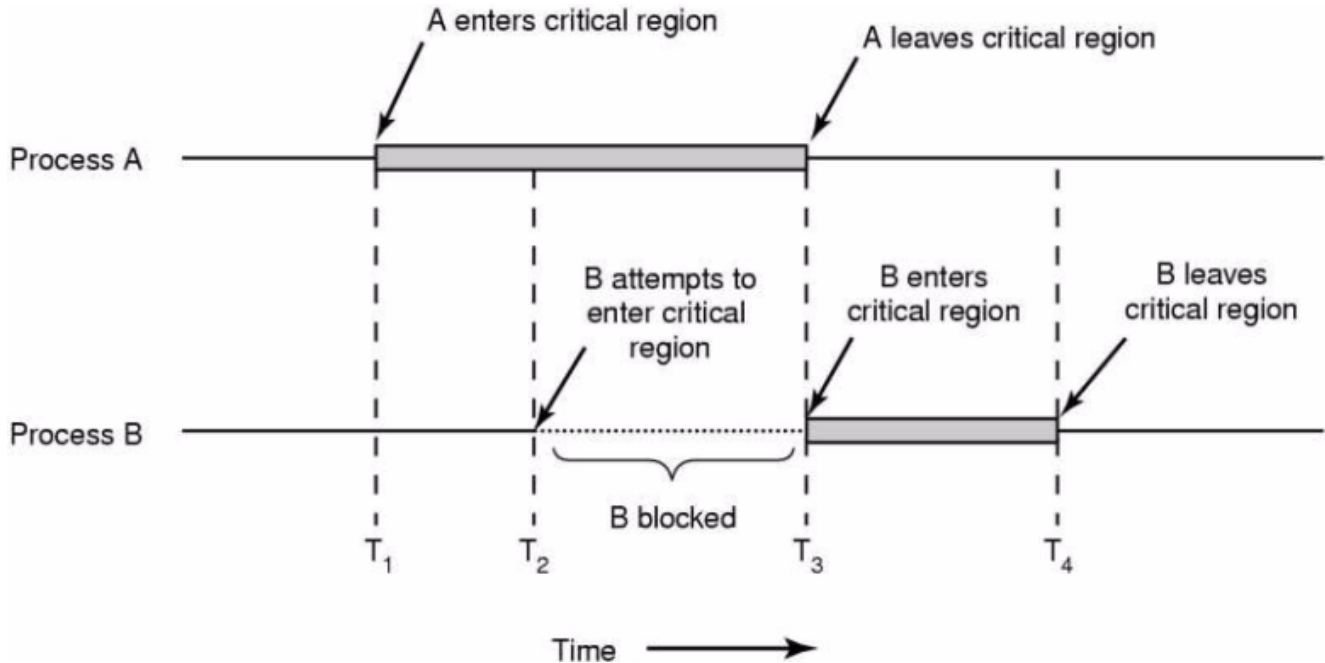 A enters critical region
A leaves critical region
Process A
B attempts to
enter critical
region
B enters
critical region
B leaves
critical region
Process B
B blocked
T1
T2
T3
T4
Time